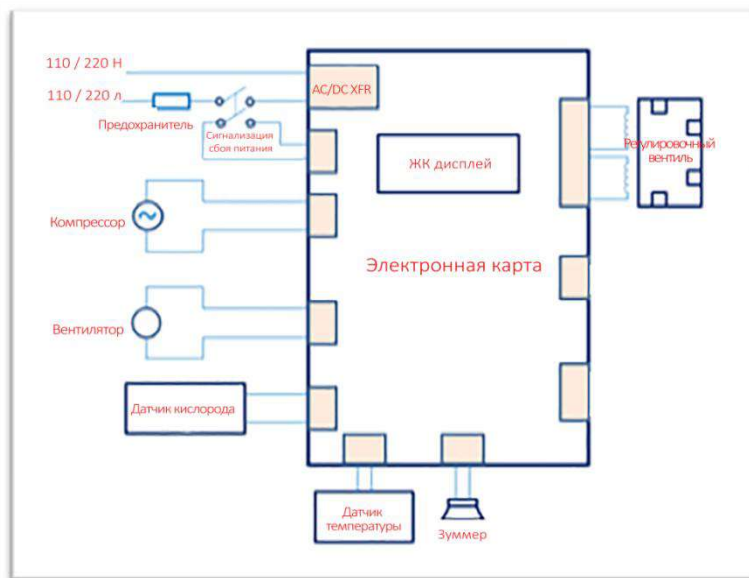 110 / 220 Н
110 / 220 л
AC/DC XFR
Предохранитель
Сигнализация
сбоя питания
ЖК дисплей
Регулировочный
вентиль
Компрессор
Электронная карта
Вентилятор
Датчик кислорода
Датчик
температуры
Зуммер